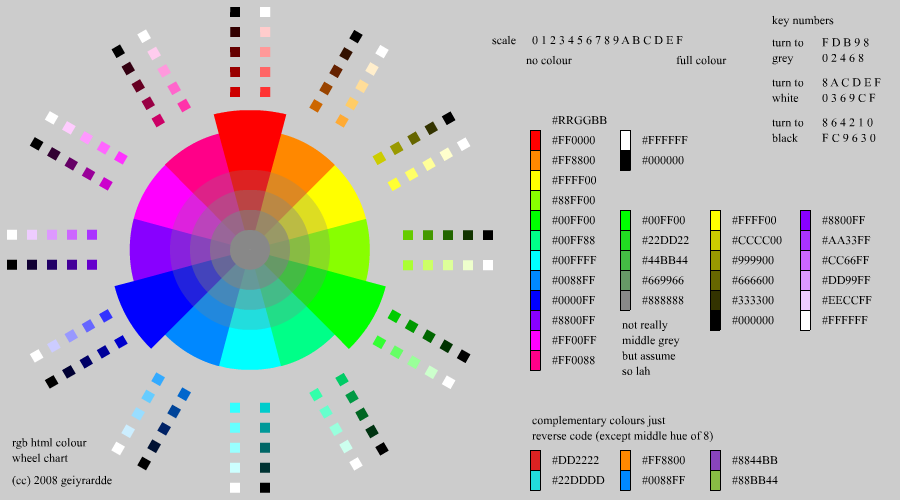 key numbers
scale 0 1 2 3 4 5 6 7 8 9 A B C D E F
no colour full colour
turn to F D B 9 8
grey 0 2 4 6 8
turn to 8 A C D E F
white 0 3 6 9 C F
turn to 8 6 4 2 1 0
black F C 9 6 3 0
#RRGGBB
#FF0000 #FFFFFF
#FF8800 #000000
#FFFF00
#88FF00
#00FF00 #00FF00 #FFFF00 #8800FF
#00FF88 #22DD22 #CCCC00 #AA33FF
#00FFFF #44BB44 #999900 #CC66FF
#0088FF #669966 #666600 #DD99FF
#0000FF #888888 #333300 #EECCFF
#8800FF #000000 #FFFFFF
#FF00FF
#FF0088
not really
middle grey
but assume
so lah
complementary colours just
reverse code (except middle hue of 8)
#DD2222 #FF8800 #8844BB
#22DDDD #0088FF #88BB44
rgb html colour
wheel chart
(cc) 2008 geiyrardde